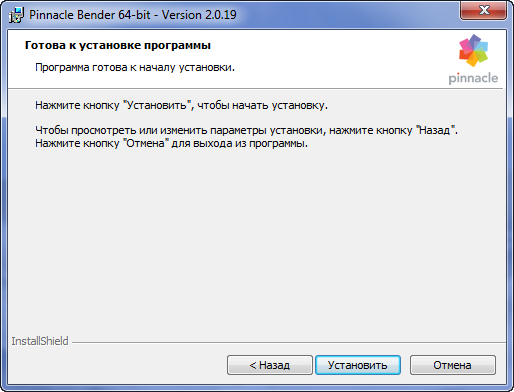 Pinnacle Bender 64-bit - Version 2.0.19
Готова к установке программы
Программа готова к началу установки.
pinnacle
Нажмите кнопку "Установить", чтобы начать установку.
Чтобы просмотреть или изменить параметры установки, нажмите кнопку "Назад".
Нажмите кнопку "Отмена" для выхода из программы.
InstallShield
< Назад
Установить
Отмена